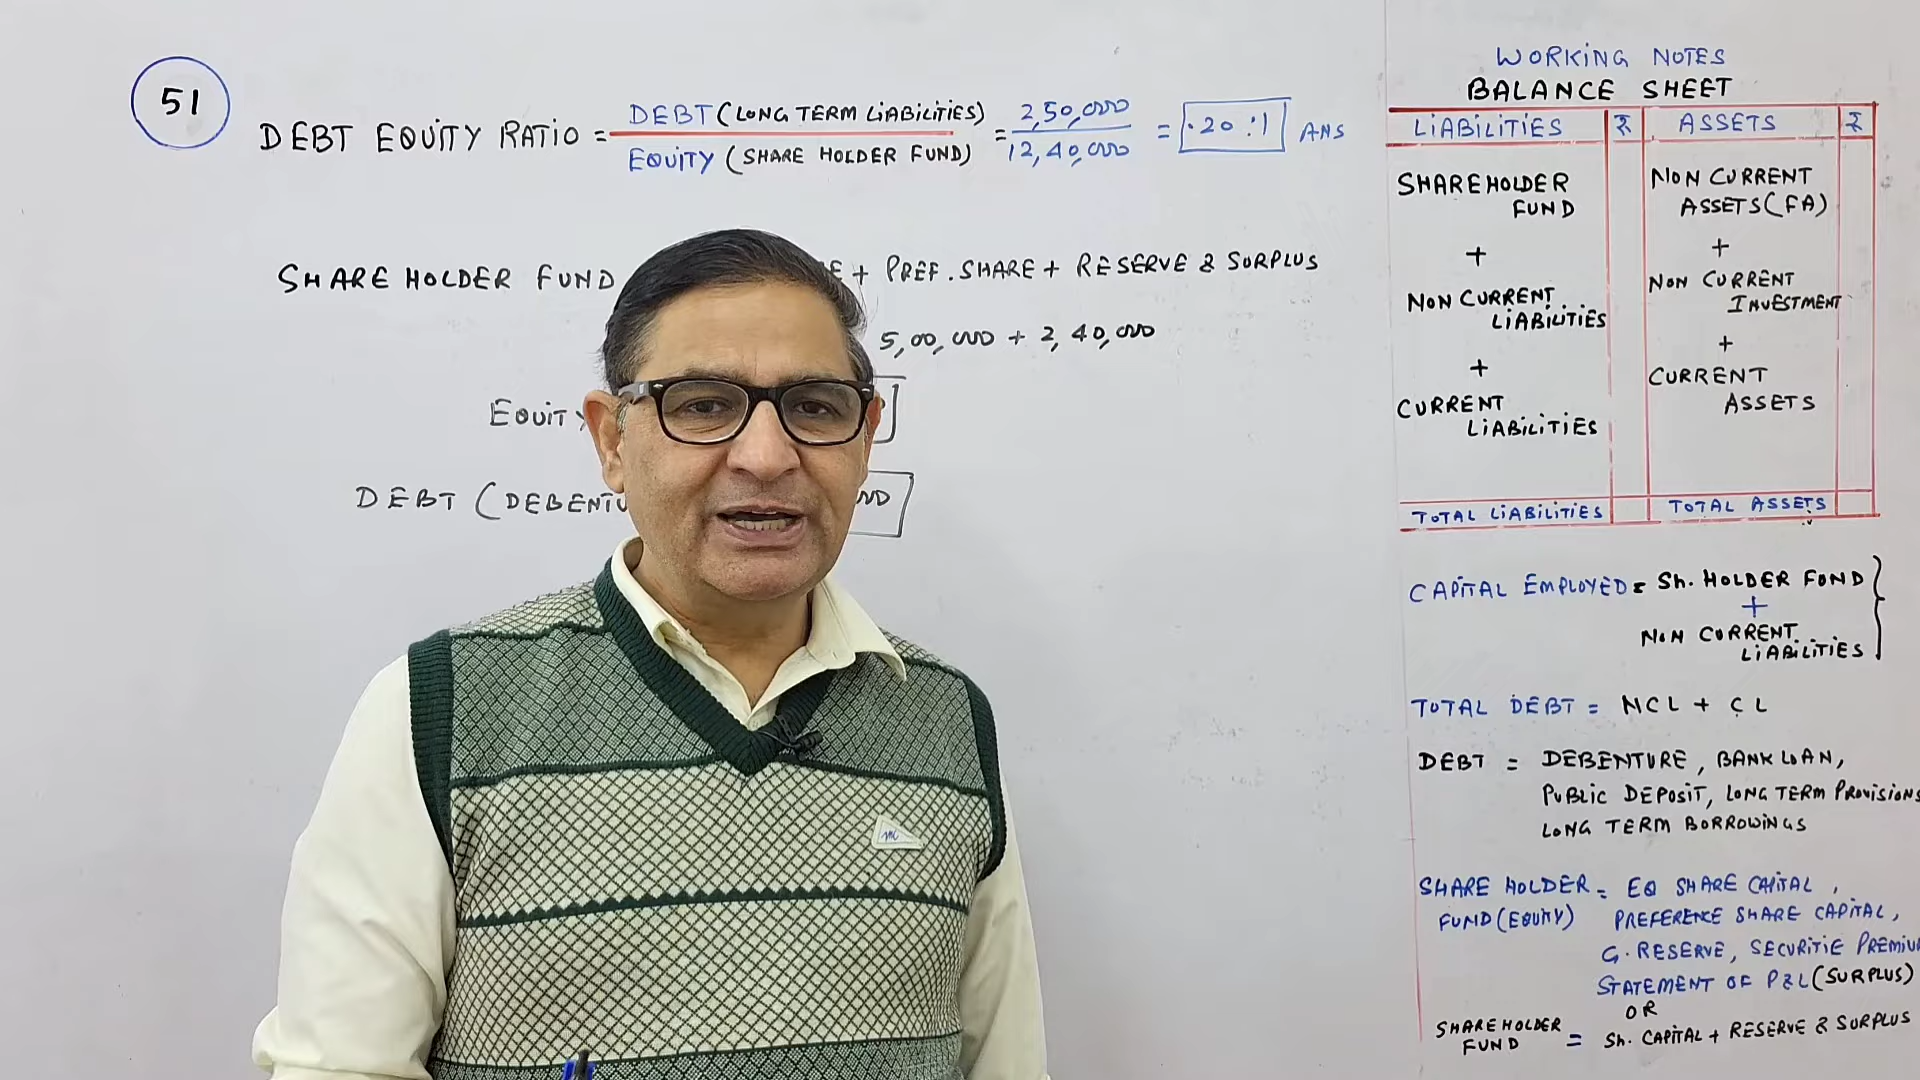 51
DEBT EQUITY RATIO = DEBT (LONG TERM LIABILITIES) / EQUITY (SHARE HOLDER FUND) = 2,50,000 / 12,40,000 = .20 : 1 ANS
SHARE HOLDER FUND + PREF. SHARE + RESERVE & SURPLUS
5,00,000 + 2,40,000
EQUITY
DEBT (DEBENTU
WORKING NOTES
BALANCE SHEET
LIABILITIES ₹ ASSETS ₹
SHAREHOLDER FUND
+
NON CURRENT LIABILITIES
+
CURRENT LIABILITIES
NON CURRENT ASSETS (FA)
+
NON CURRENT INVESTMENT
+
CURRENT ASSETS
TOTAL LIABILITIES TOTAL ASSETS
CAPITAL EMPLOYED = SH. HOLDER FUND
+
NON CURRENT LIABILITIES
TOTAL DEBT = NCL + CL
DEBT = DEBENTURE, BANK LOAN,
PUBLIC DEPOSIT, LONG TERM PROVISIONS
LONG TERM BORROWINGS
SHARE HOLDER FUND (EQUITY) = EQ SHARE CAPITAL,
PREFERENCE SHARE CAPITAL,
G. RESERVE, SECURITIE PREMIU
STATEMENT OF P&L (SURPLUS)
OR
SHAREHOLDER FUND = Sh. CAPITAL + RESERVE & SURPLUS